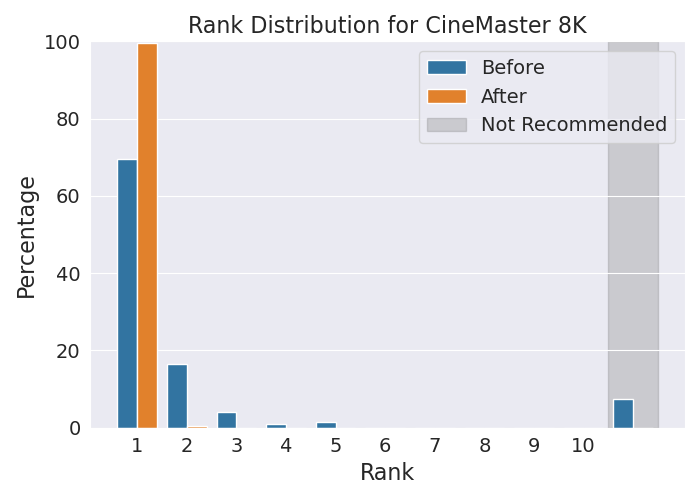 Rank Distribution for CineMaster 8K
100
80
60
40
20
0
Percentage
Before
After
Not Recommended
1 2 3 4 5 6 7 8 9 10
Rank